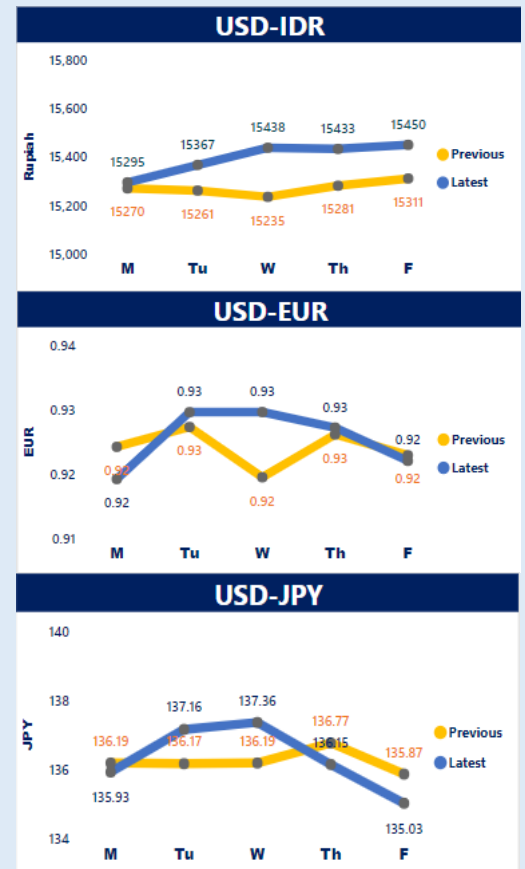 USD-IDR
15,800
15,600
15,400
15,200
15,000
Rupiah
15295
15367
15438
15433
15450
15270
15261
15235
15281
15311
Previous
Latest
M Tu W Th F
USD-EUR
0.94
0.93
0.92
0.91
EUR
0.93
0.93
0.93
0.92
0.92
0.92
0.93
0.92
0.93
0.92
Previous
Latest
M Tu W Th F
USD-JPY
140
138
136
134
JPY
137.16
137.36
136.77
136.19
136.17
136.19
136.15
135.87
135.93
135.03
Previous
Latest
M Tu W Th F